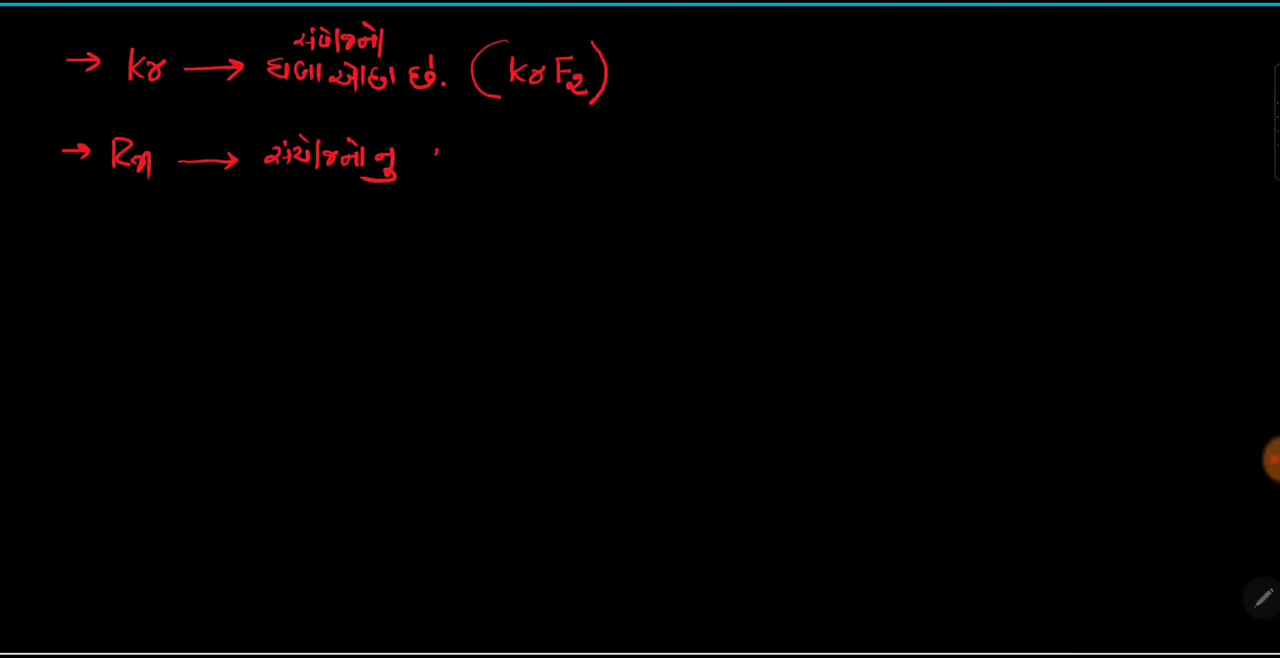 → Kr → સંયોજનો
ઘણા ઓછા છે. (KrF2)
→ Rn → સંયોજનોનુ